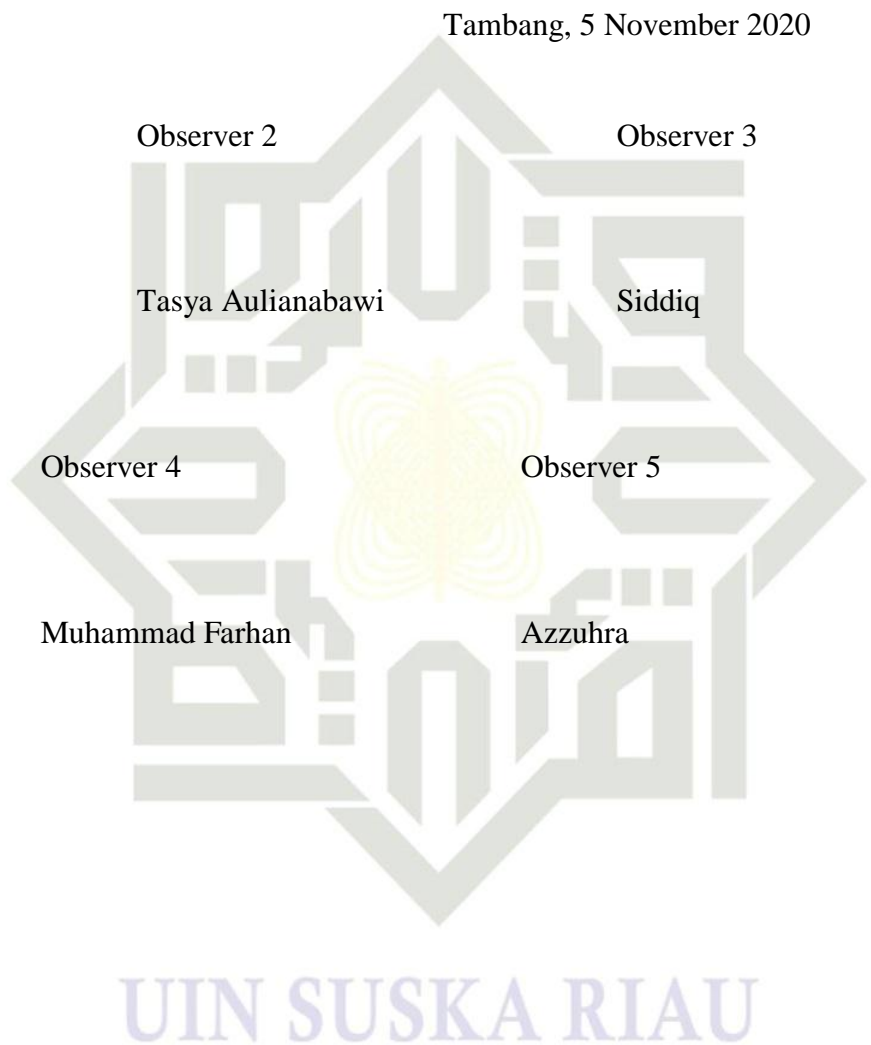 Tambang, 5 November 2020
Observer 2 Observer 3
Tasya Aulianabawi Siddiq
Observer 4 Observer 5
Muhammad Farhan Azzuhra
UIN SUSKA RIAU